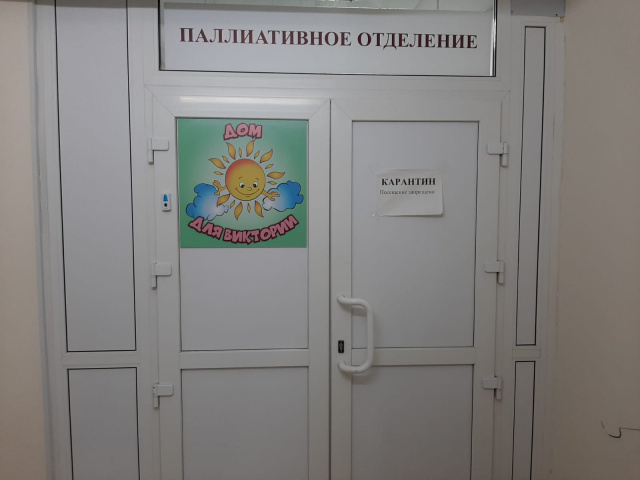 ПАЛЛИАТИВНОЕ ОТДЕЛЕНИЕ
ДОМ
ДЛЯ ВИКТОРИИ
КАРАНТИН
Посещение запрещено